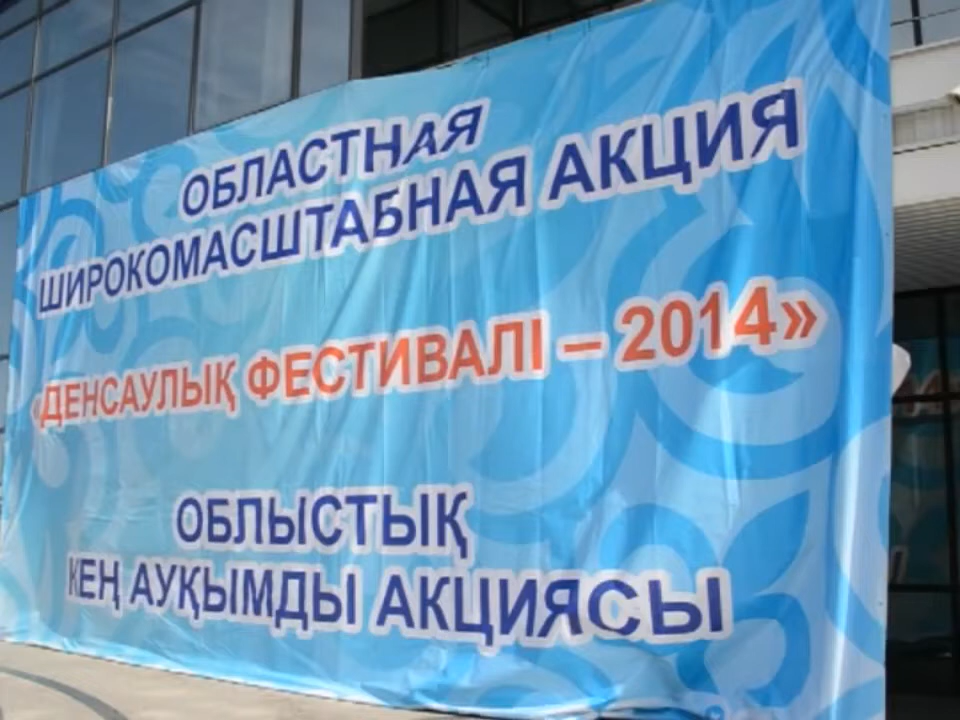 ОБЛАСТНАЯ
ШИРОКОМАСШТАБНАЯ АКЦИЯ
«ДЕНСАУЛЫҚ ФЕСТИВАЛІ – 2014»
ОБЛЫСТЫҚ
КЕҢ АУҚЫМДЫ АКЦИЯСЫ